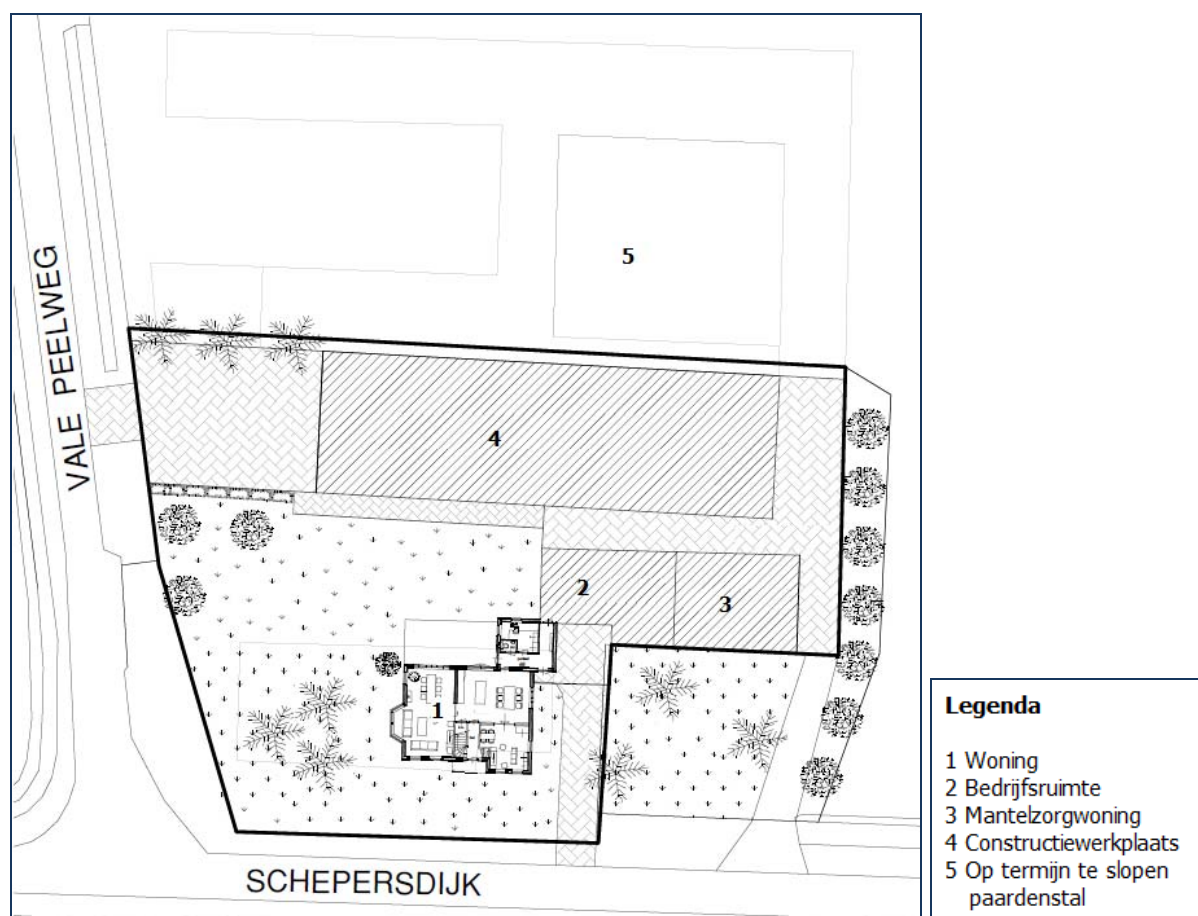 VALE PEELWEG
5
4
2
3
1
SCHEPERSDIJK
Legenda
1 Woning
2 Bedrijfsruimte
3 Mantelzorgwoning
4 Constructiewerkplaats
5 Op termijn te slopen
paardenstal